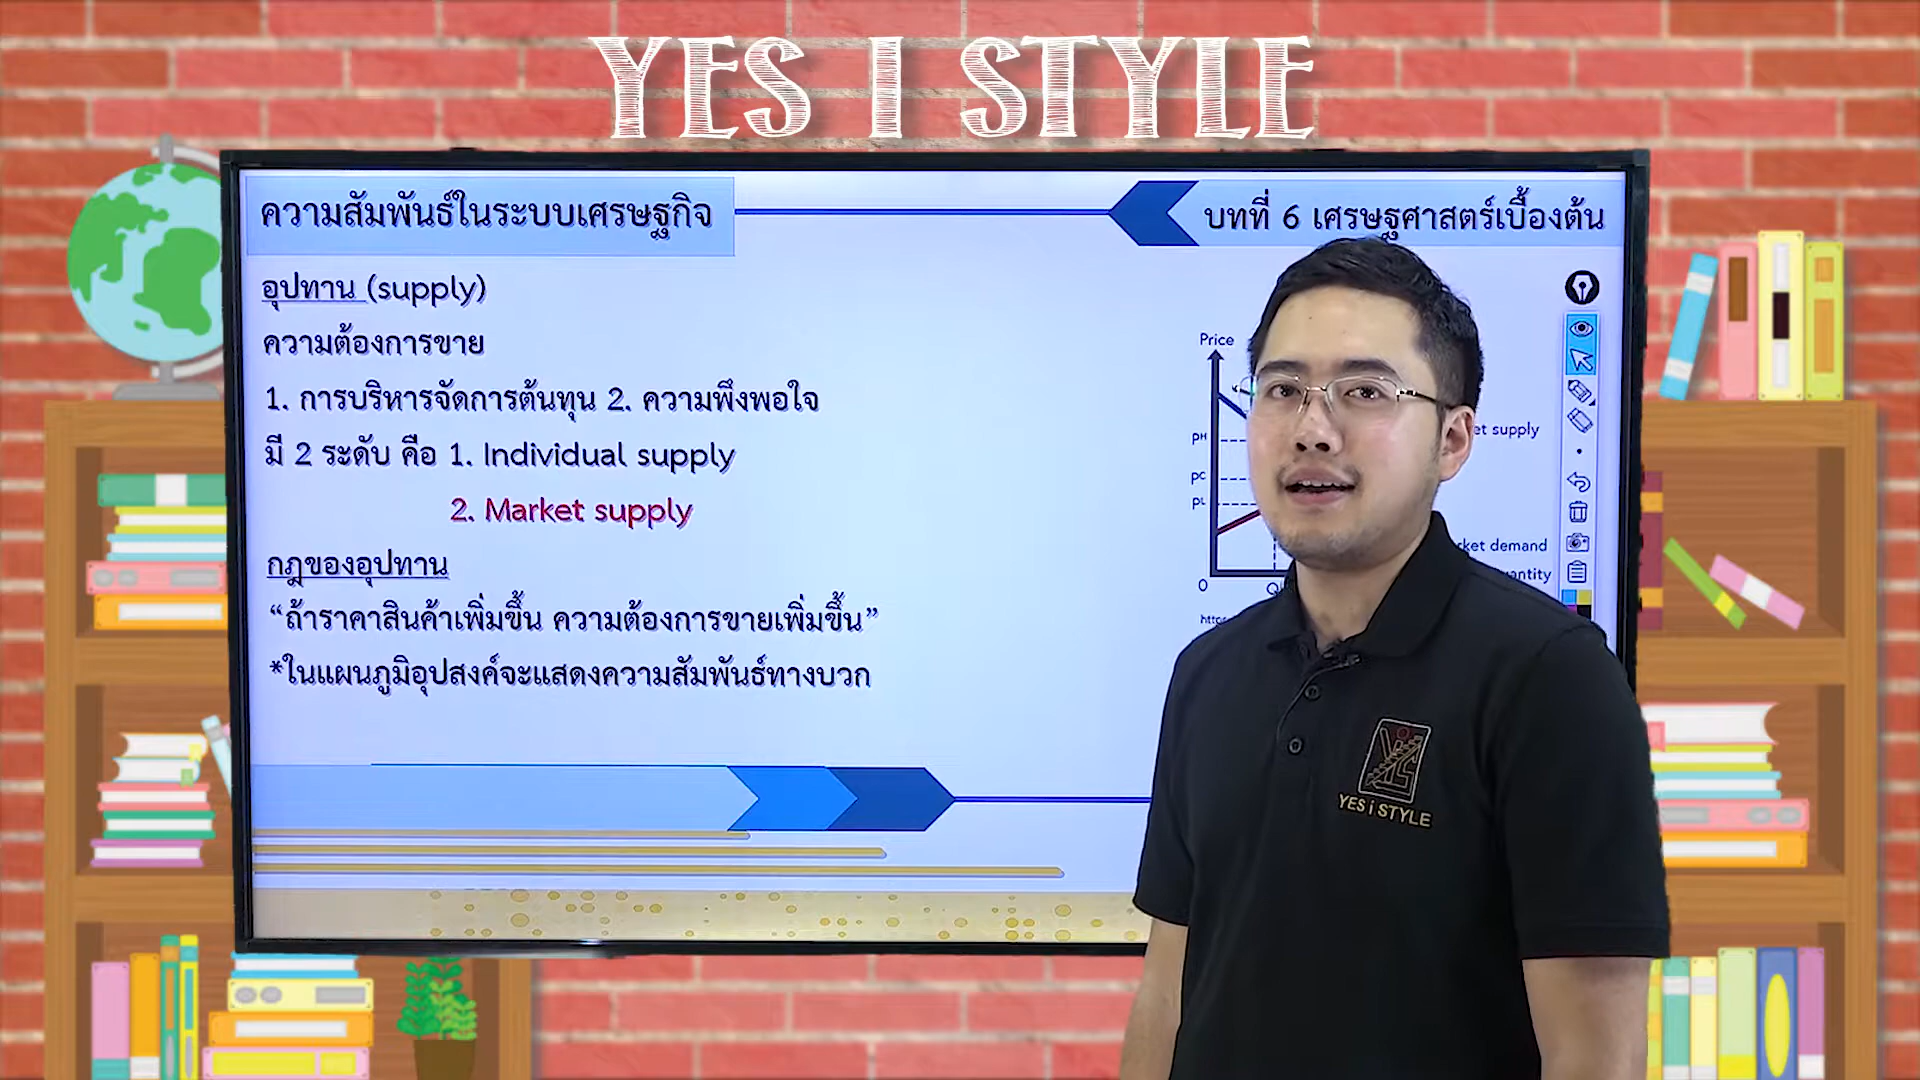 YES I STYLE
ความสัมพันธ์ในระบบเศรษฐกิจ
บทที่ 6 เศรษฐศาสตร์เบื้องต้น
อุปทาน (supply)
ความต้องการขาย
1. การบริหารจัดการต้นทุน 2. ความพึงพอใจ
มี 2 ระดับ คือ 1. Individual supply
2. Market supply
กฎของอุปทาน
“ถ้าราคาสินค้าเพิ่มขึ้น ความต้องการขายเพิ่มขึ้น”
*ในแผนภูมิอุปสงค์จะแสดงความสัมพันธ์ทางบวก
Price
PH
supply
PC
PL
demand
0
YES i STYLE